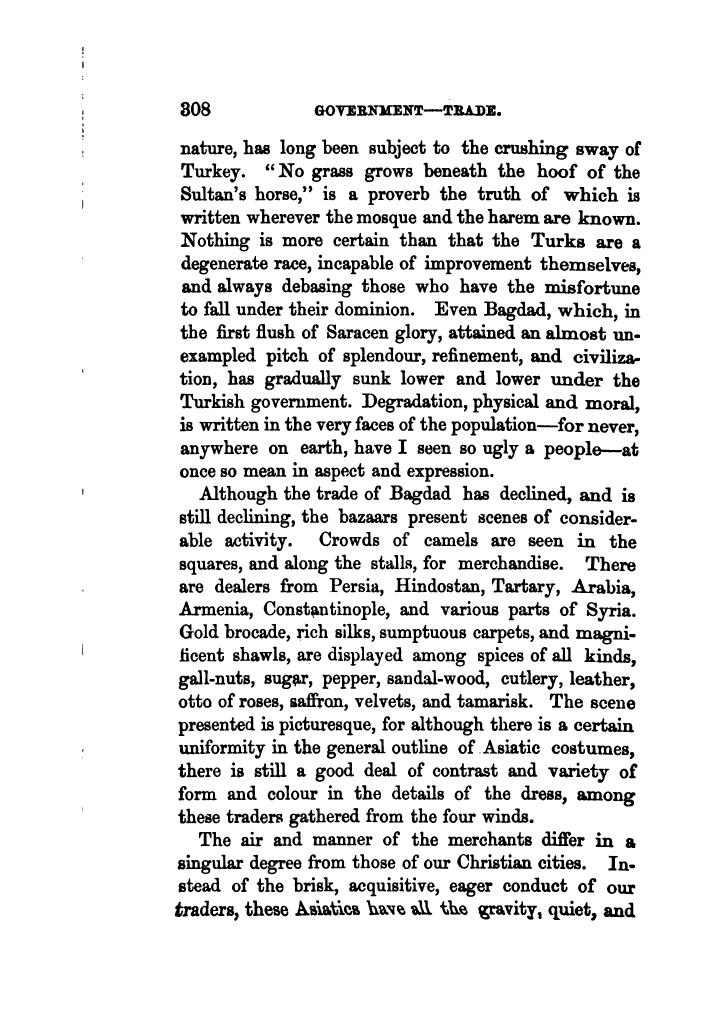 308 GOVERNMENT—TRADE.
nature, has long been subject to the crushing sway of
Turkey. "No grass grows beneath the hoof of the
Sultan's horse," is a proverb the truth of which is
written wherever the mosque and the harem are known.
Nothing is more certain than that the Turks are a
degenerate race, incapable of improvement themselves,
and always debasing those who have the misfortune
to fall under their dominion. Even Bagdad, which, in
the first flush of Saracen glory, attained an almost un-
exampled pitch of splendour, refinement, and civiliza-
tion, has gradually sunk lower and lower under the
Turkish government. Degradation, physical and moral,
is written in the very faces of the population—for never,
anywhere on earth, have I seen so ugly a people—at
once so mean in aspect and expression.
Although the trade of Bagdad has declined, and is
still declining, the bazaars present scenes of consider-
able activity. Crowds of camels are seen in the
squares, and along the stalls, for merchandise. There
are dealers from Persia, Hindostan, Tartary, Arabia,
Armenia, Constantinople, and various parts of Syria.
Gold brocade, rich silks, sumptuous carpets, and magni-
ficent shawls, are displayed among spices of all kinds,
gall-nuts, sugar, pepper, sandal-wood, cutlery, leather,
otto of roses, saffron, velvets, and tamarisk. The scene
presented is picturesque, for although there is a certain
uniformity in the general outline of Asiatic costumes,
there is still a good deal of contrast and variety of
form and colour in the details of the dress, among
these traders gathered from the four winds.
The air and manner of the merchants differ in a
singular degree from those of our Christian cities. In-
stead of the brisk, acquisitive, eager conduct of our
traders, these Asiatics have all the gravity, quiet, and